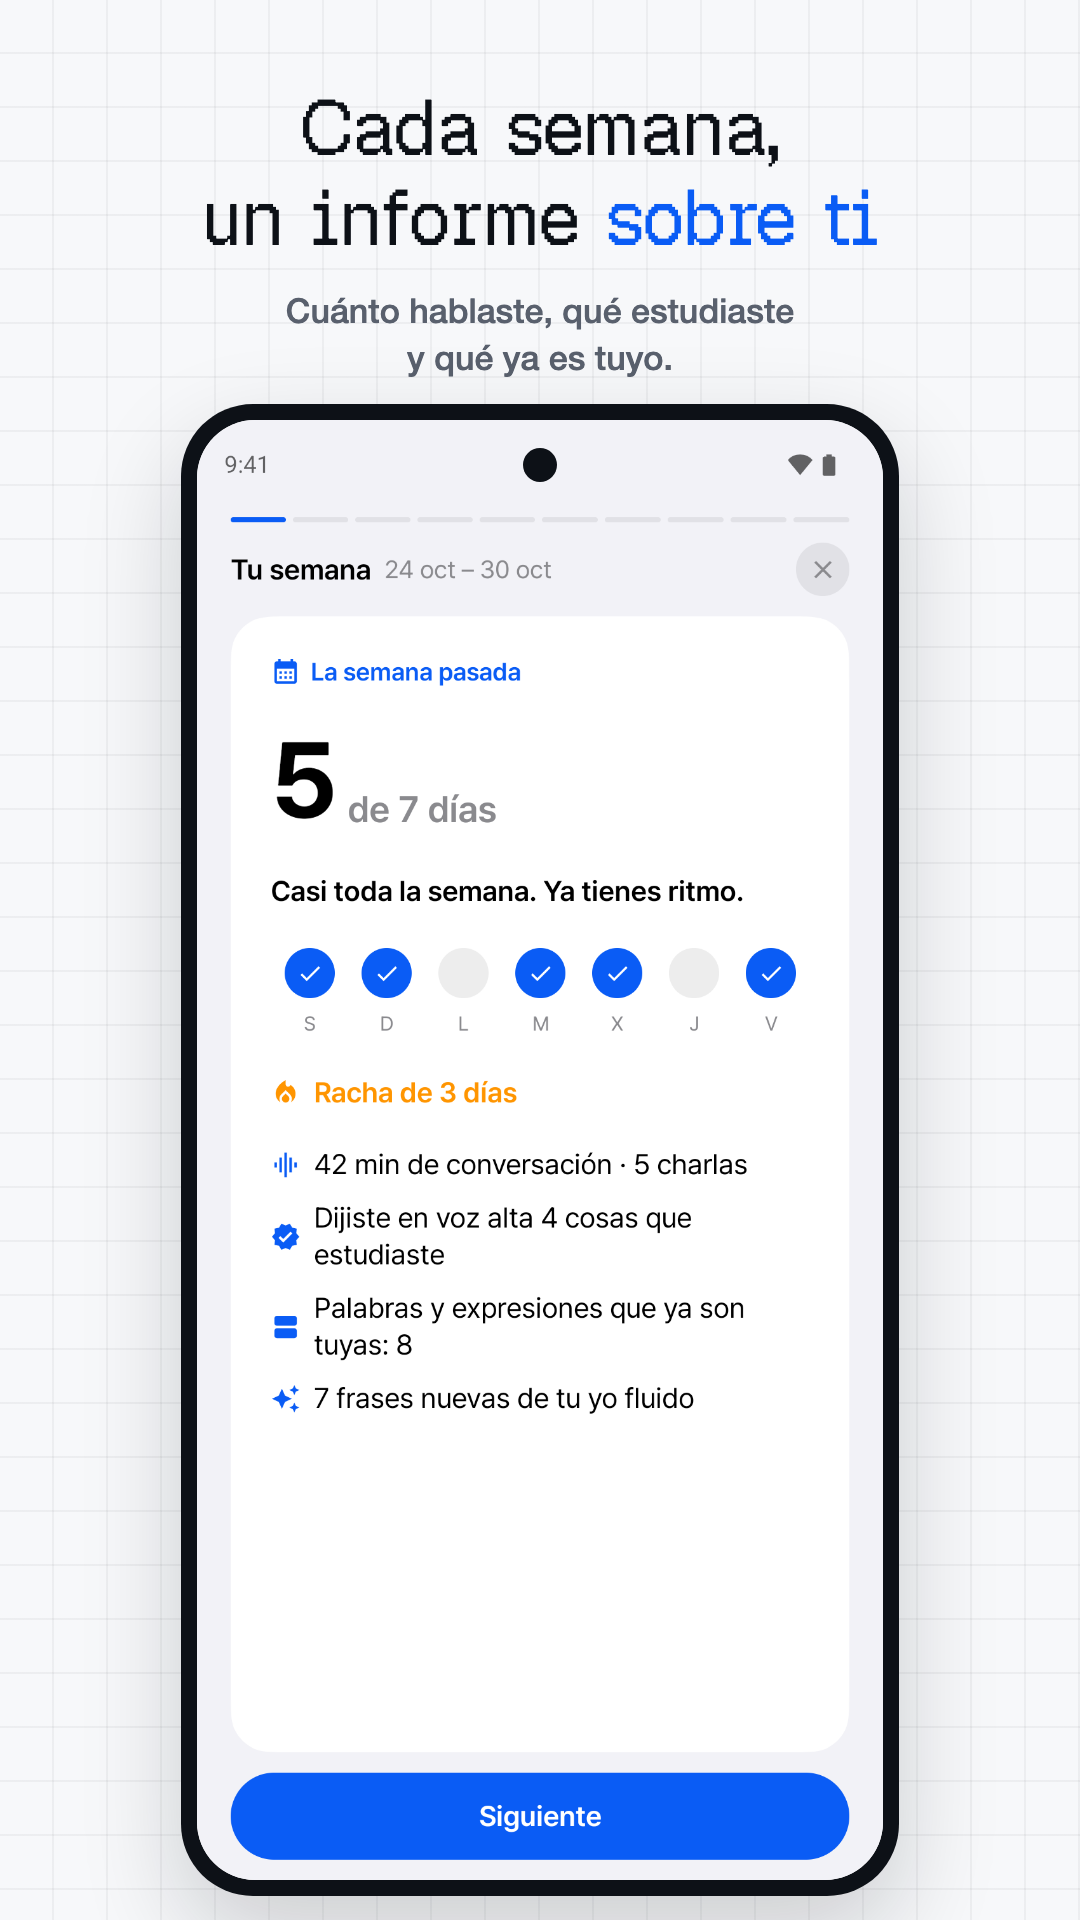 Cada semana,
un informe sobre ti
Cuánto hablaste, qué estudiaste
y qué ya es tuyo.
9:41
Tu semana 24 oct – 30 oct
La semana pasada
5 de 7 días
Casi toda la semana. Ya tienes ritmo.
S D L M X J V
Racha de 3 días
42 min de conversación · 5 charlas
Dijiste en voz alta 4 cosas que
estudiaste
Palabras y expresiones que ya son
tuyas: 8
7 frases nuevas de tu yo fluido
Siguiente